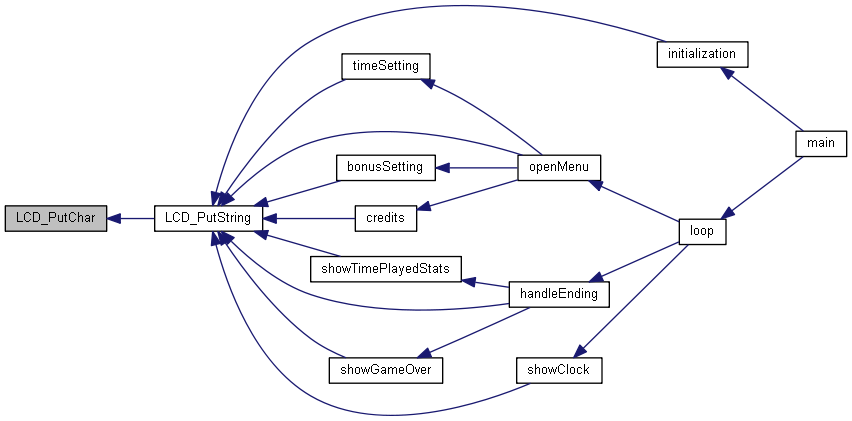 initialization
timeSetting
main
bonusSetting
openMenu
LCD_PutChar
LCD_PutString
credits
loop
showTimePlayedStats
handleEnding
showGameOver
showClock